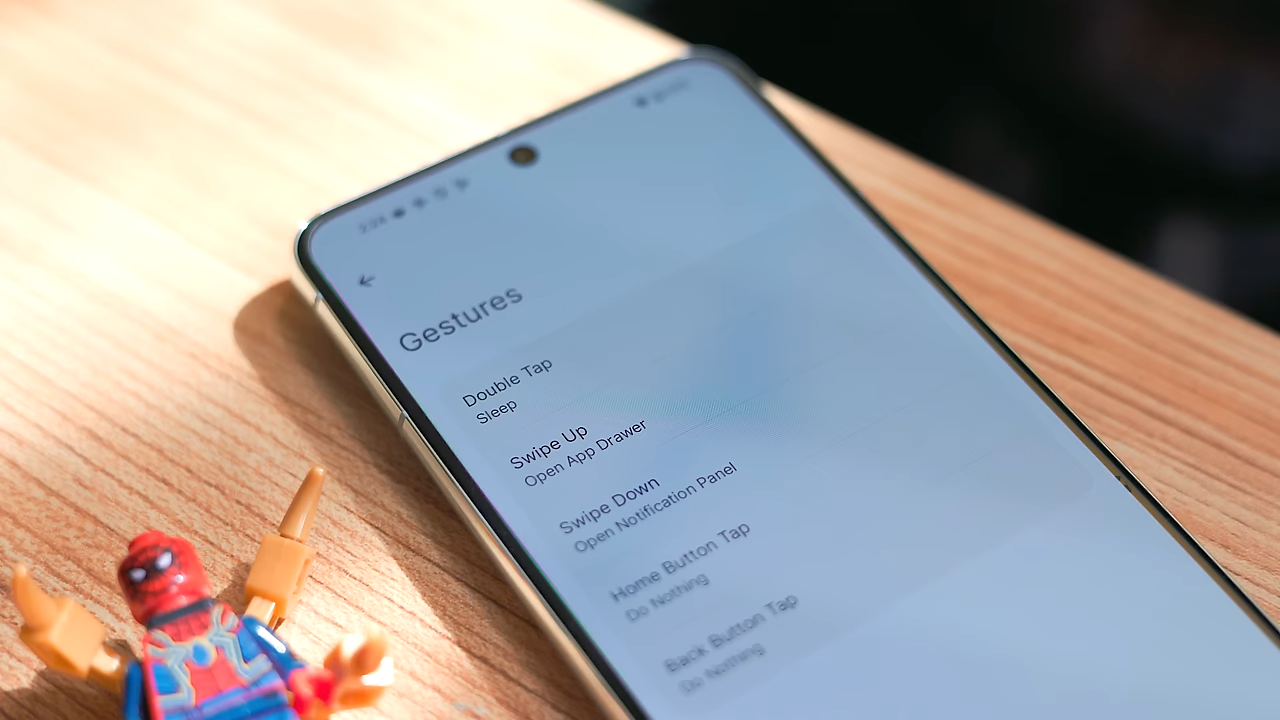 Gestures
Double Tap
Sleep
Swipe Up
Open App Drawer
Swipe Down
Open Notification Panel
Home Button Tap
Do Nothing
Back Button Tap
Do Nothing